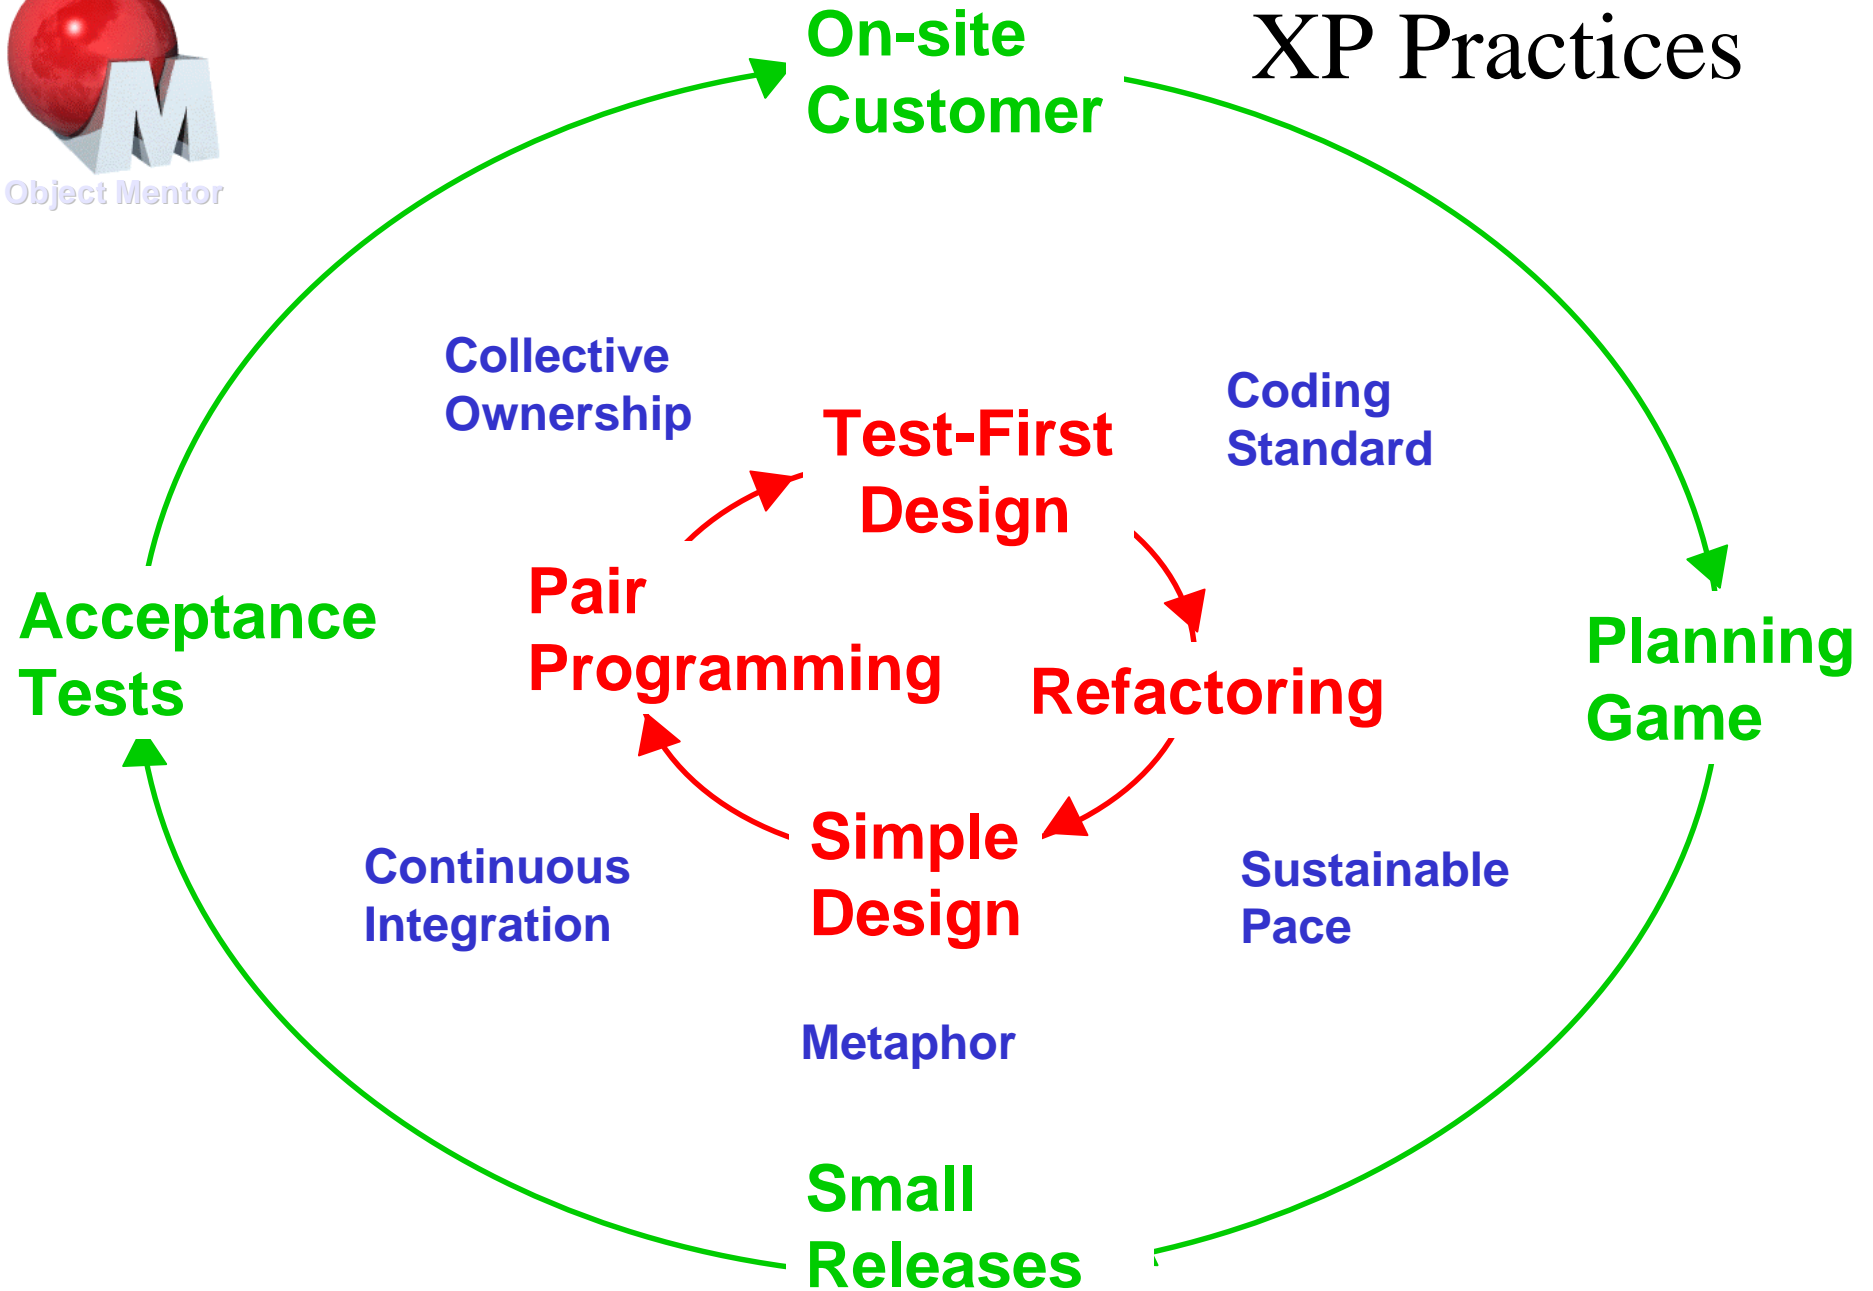 XP Practices
Object Mentor
On-site
Customer
Collective
Ownership
Coding
Standard
Test-First
Design
Pair
Programming
Acceptance
Tests
Planning
Game
Refactoring
Simple
Design
Continuous
Integration
Sustainable
Pace
Metaphor
Small
Releases